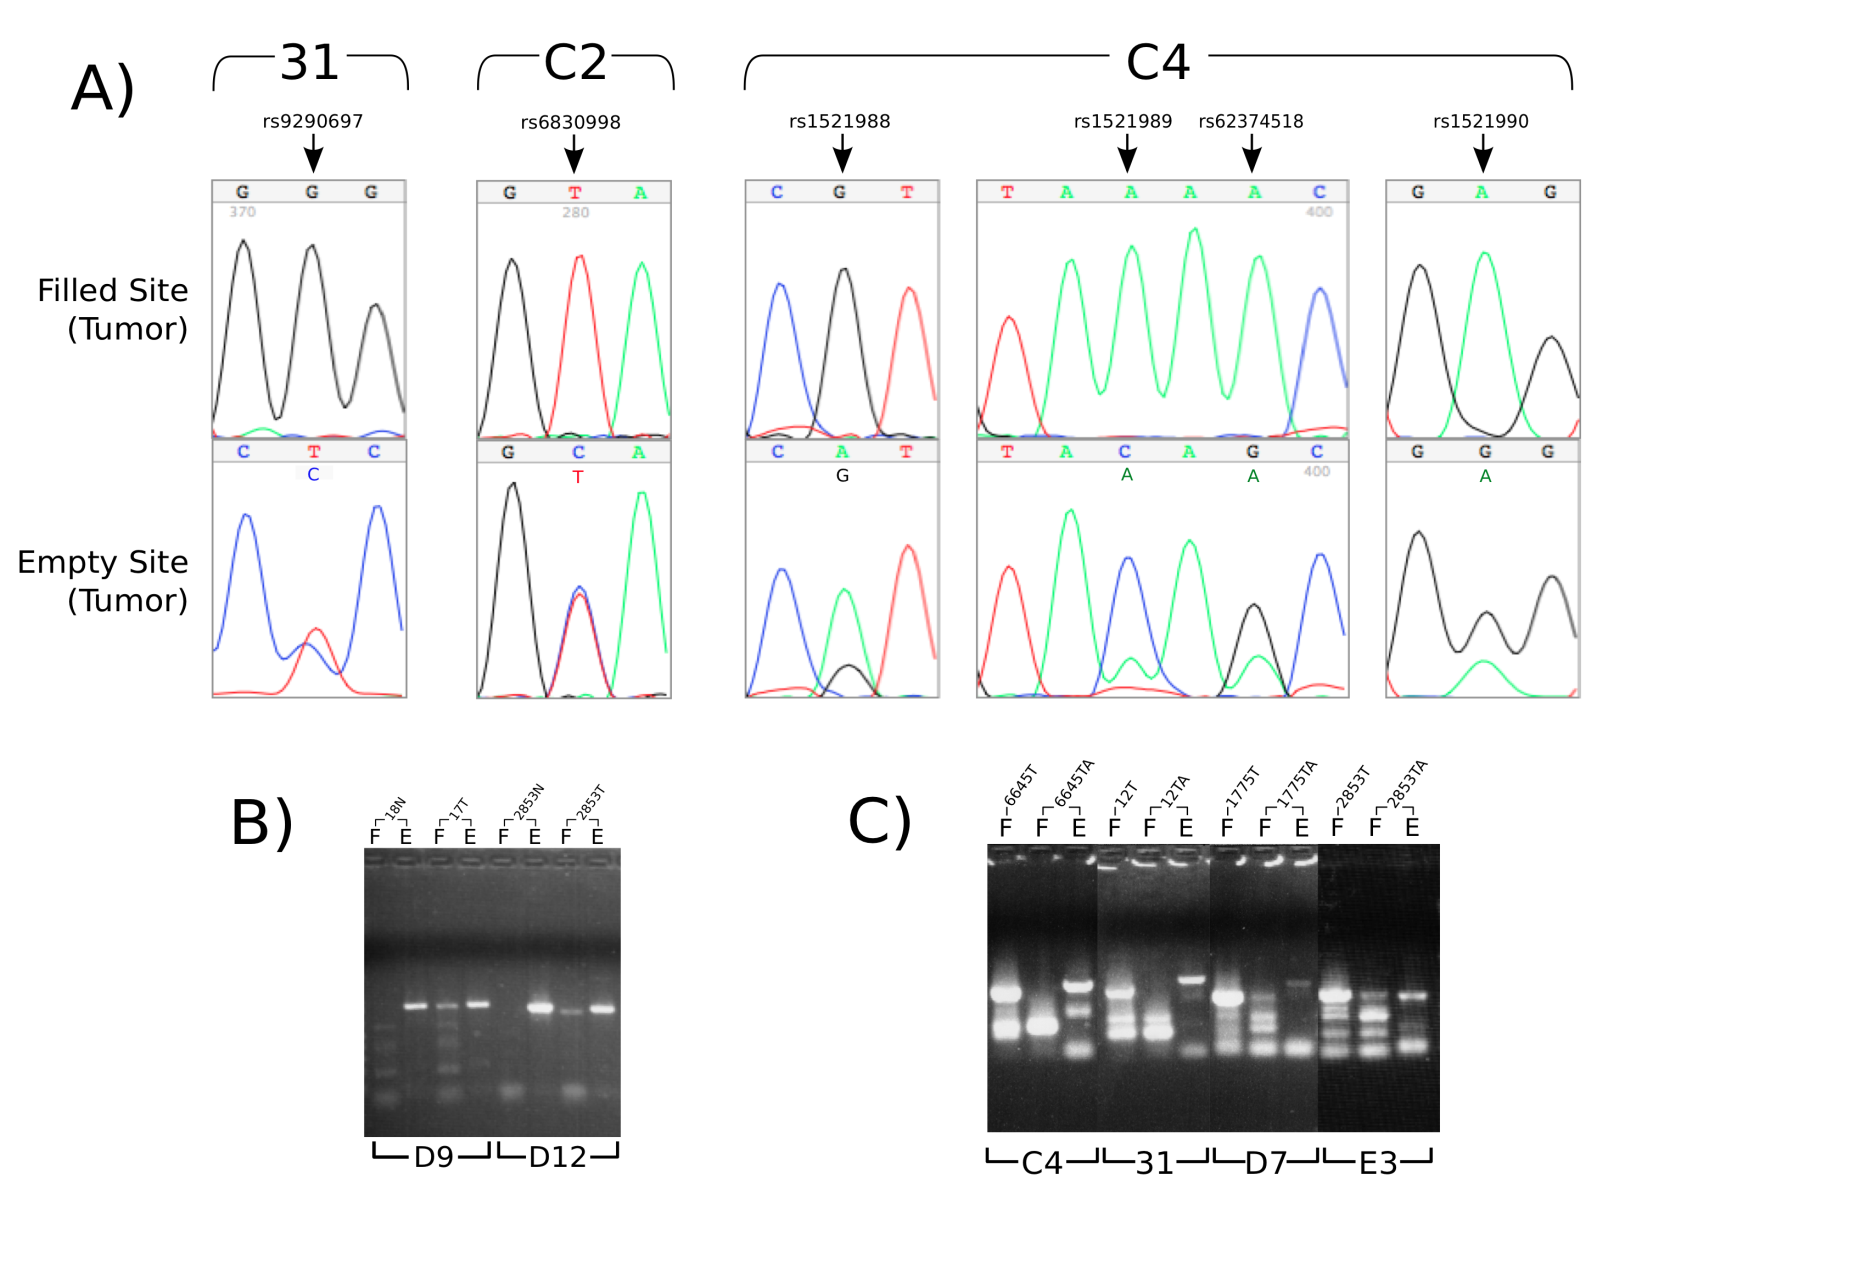 A)
31
C2
C4
rs9290697
rs6830998
rs1521988
rs1521989
rs62374518
rs1521990
Filled Site
(Tumor)
G G G
370
G T A
280
C G T
T A A A A C
400
G A G
Empty Site
(Tumor)
C T C
C
G C A
T
C A T
G
T A C A G C
A A 400
G G G
A
B)
18N 17T 2853N 2853T
F E F E F E F E
D9 D12
C)
6645T 6645TA 12T 12TA 1775T 1775TA 2853T 2853TA
F F E F F E F F E F F E
C4 31 D7 E3